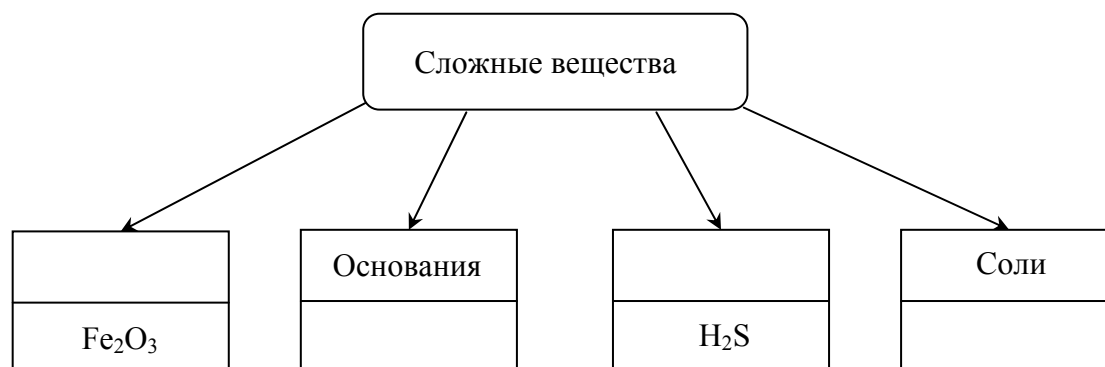 Сложные вещества
Основания
Соли
Fe₂O₃
H₂S